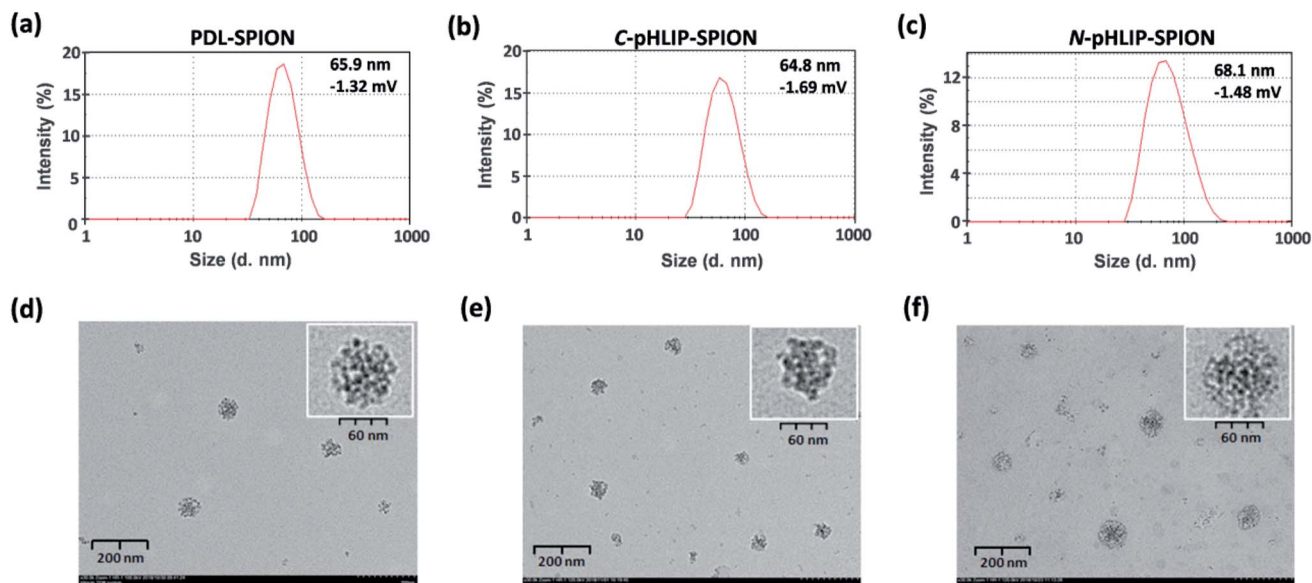 (a)
PDL-SPION
65.9 nm
-1.32 mV
Intensity (%)
20
15
10
5
0
1
10
100
1000
Size (d. nm)
(b)
C-pHLIP-SPION
64.8 nm
-1.69 mV
Intensity (%)
20
15
10
5
0
1
10
100
1000
Size (d. nm)
(c)
N-pHLIP-SPION
68.1 nm
-1.48 mV
Intensity (%)
12
8
4
0
1
10
100
1000
Size (d. nm)
(d)
60 nm
200 nm
(e)
60 nm
200 nm
(f)
60 nm
200 nm